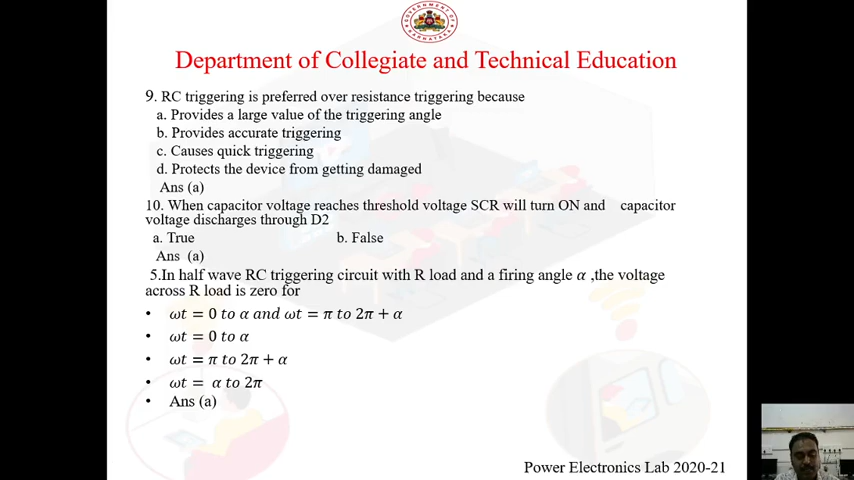 GOVERNMENT OF KARNATAKA
Department of Collegiate and Technical Education
9. RC triggering is preferred over resistance triggering because
a. Provides a large value of the triggering angle
b. Provides accurate triggering
c. Causes quick triggering
d. Protects the device from getting damaged
Ans (a)
10. When capacitor voltage reaches threshold voltage SCR will turn ON and capacitor
voltage discharges through D2
a. True b. False
Ans (a)
5.In half wave RC triggering circuit with R load and a firing angle α ,the voltage
across R load is zero for
• ωt = 0 to α and ωt = π to 2π + α
• ωt = 0 to α
• ωt = π to 2π + α
• ωt = α to 2π
• Ans (a)
Power Electronics Lab 2020-21